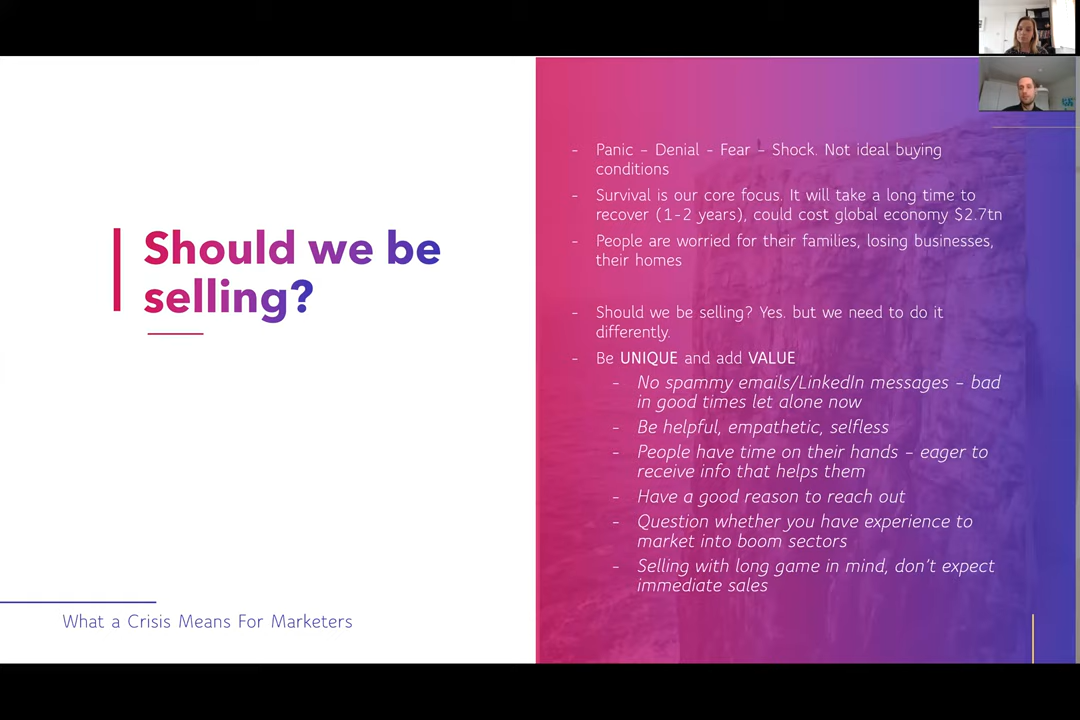 Should we be
selling?
What a Crisis Means For Marketers
- Panic – Denial - Fear – Shock. Not ideal buying
conditions
- Survival is our core focus. It will take a long time to
recover (1-2 years), could cost global economy $2.7tn
- People are worried for their families, losing businesses,
their homes
- Should we be selling? Yes. but we need to do it
differently.
- Be UNIQUE and add VALUE
- No spammy emails/LinkedIn messages – bad
in good times let alone now
- Be helpful, empathetic, selfless
- People have time on their hands – eager to
receive info that helps them
- Have a good reason to reach out
- Question whether you have experience to
market into boom sectors
- Selling with long game in mind, don't expect
immediate sales